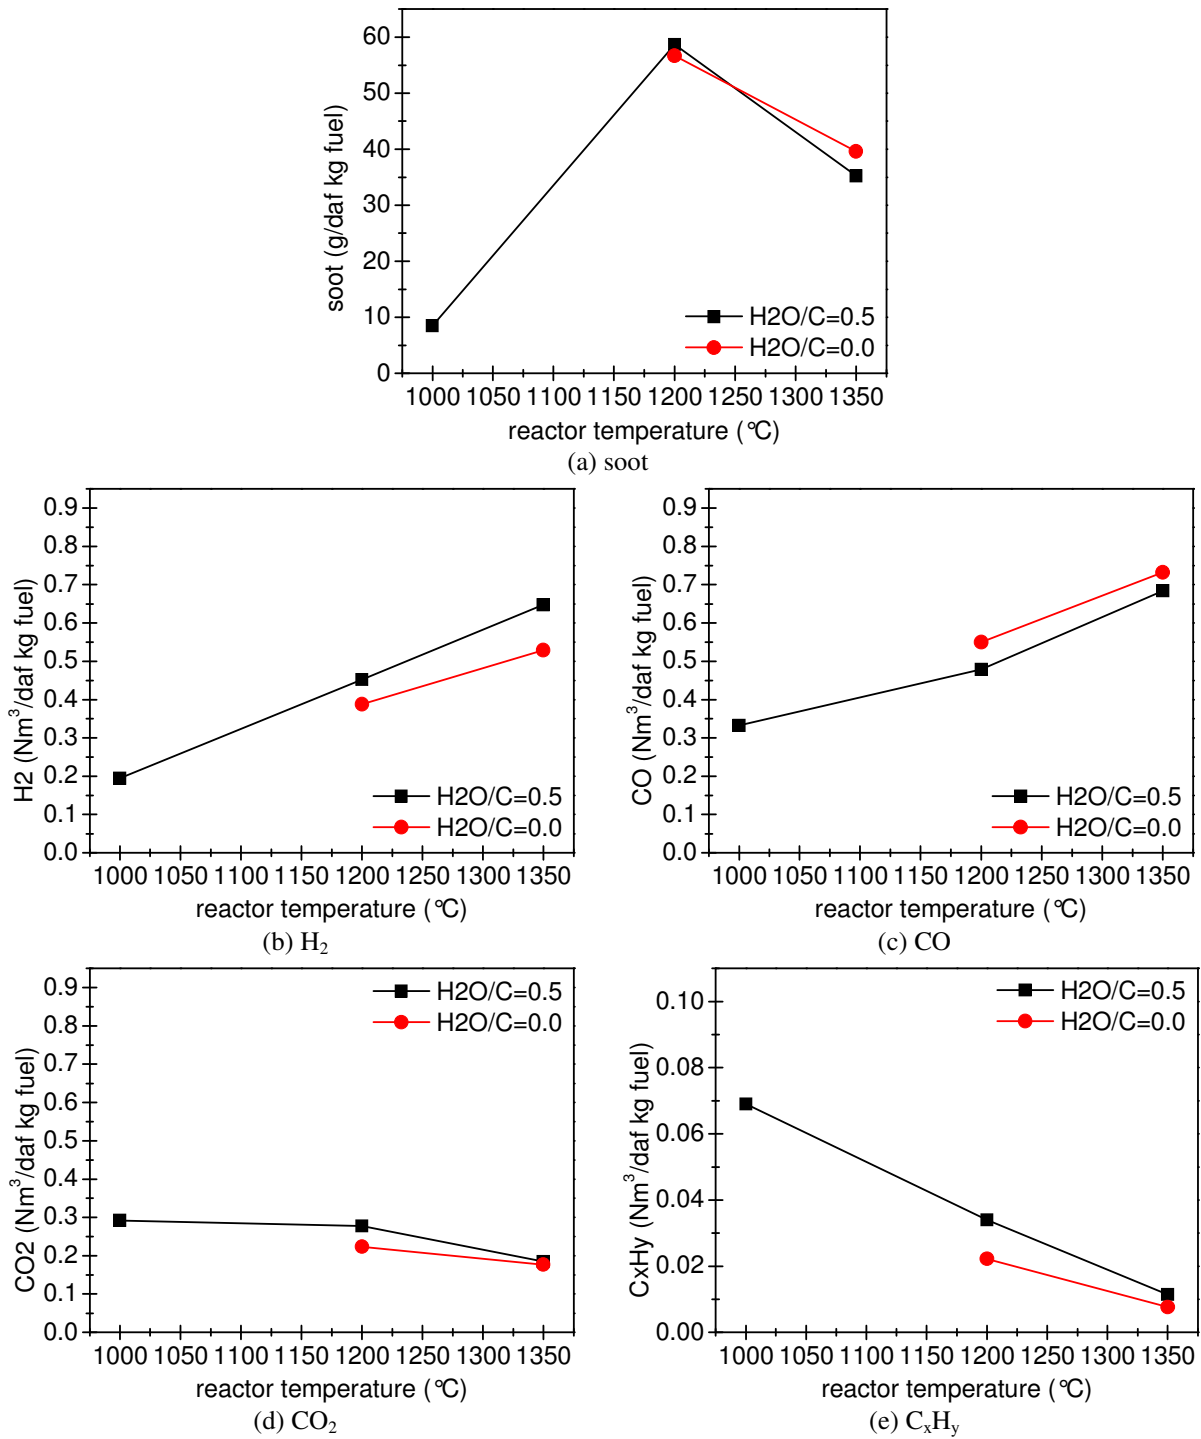 60
50
40
30
20
10
0
soot (g/daf kg fuel)
H2O/C=0.5
H2O/C=0.0
1000 1050 1100 1150 1200 1250 1300 1350
reactor temperature (°C)
(a) soot
0.9
0.8
0.7
0.6
0.5
0.4
0.3
0.2
0.1
0.0
H2 (Nm³/daf kg fuel)
H2O/C=0.5
H2O/C=0.0
1000 1050 1100 1150 1200 1250 1300 1350
reactor temperature (°C)
(b) H₂
0.9
0.8
0.7
0.6
0.5
0.4
0.3
0.2
0.1
0.0
CO (Nm³/daf kg fuel)
H2O/C=0.5
H2O/C=0.0
1000 1050 1100 1150 1200 1250 1300 1350
reactor temperature (°C)
(c) CO
0.9
0.8
0.7
0.6
0.5
0.4
0.3
0.2
0.1
0.0
CO2 (Nm³/daf kg fuel)
H2O/C=0.5
H2O/C=0.0
1000 1050 1100 1150 1200 1250 1300 1350
reactor temperature (°C)
(d) CO₂
0.10
0.08
0.06
0.04
0.02
0.00
CxHy (Nm³/daf kg fuel)
H2O/C=0.5
H2O/C=0.0
1000 1050 1100 1150 1200 1250 1300 1350
reactor temperature (°C)
(e) CₓHᵧ